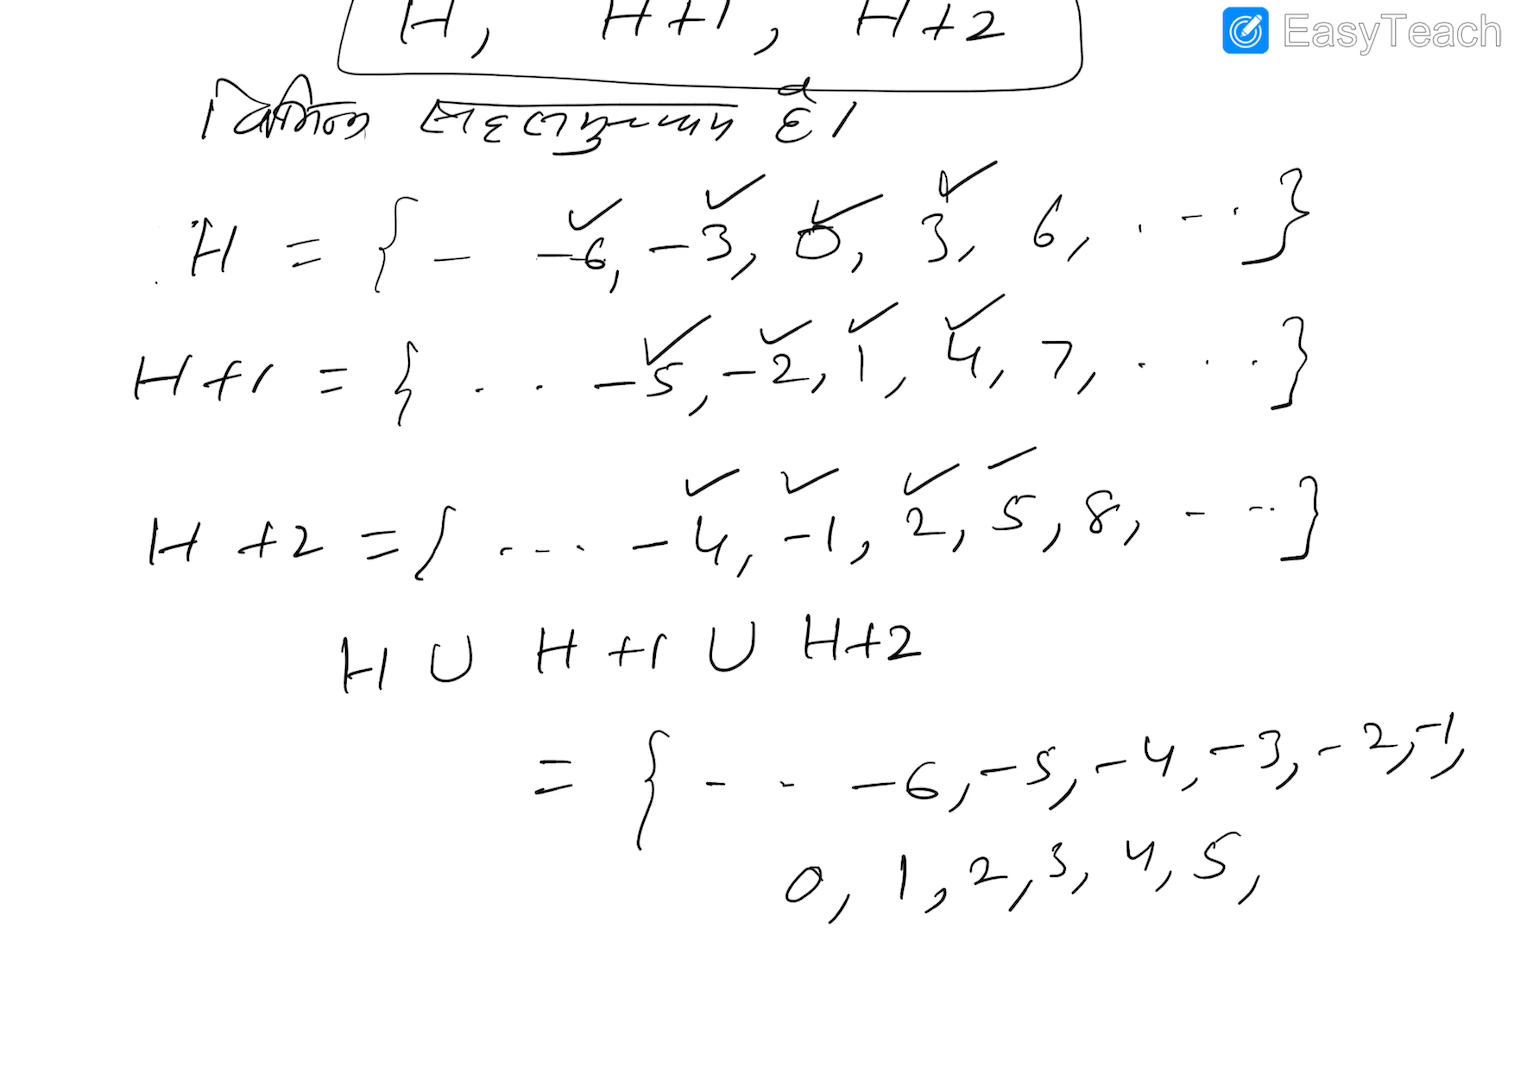 H, H+1, H+2
EasyTeach
विभिन्न सहसमुच्चय हैं।
H = { - -6, -3, 0, 3, 6, . - .. }
H+1 = { . . -5, -2, 1, 4, 7, . . .. }
H+2 = { ... -4, -1, 2, 5, 8, - -.. }
H ∪ H+1 ∪ H+2
= { - - -6, -5, -4, -3, -2, -1,
0, 1, 2, 3, 4, 5,